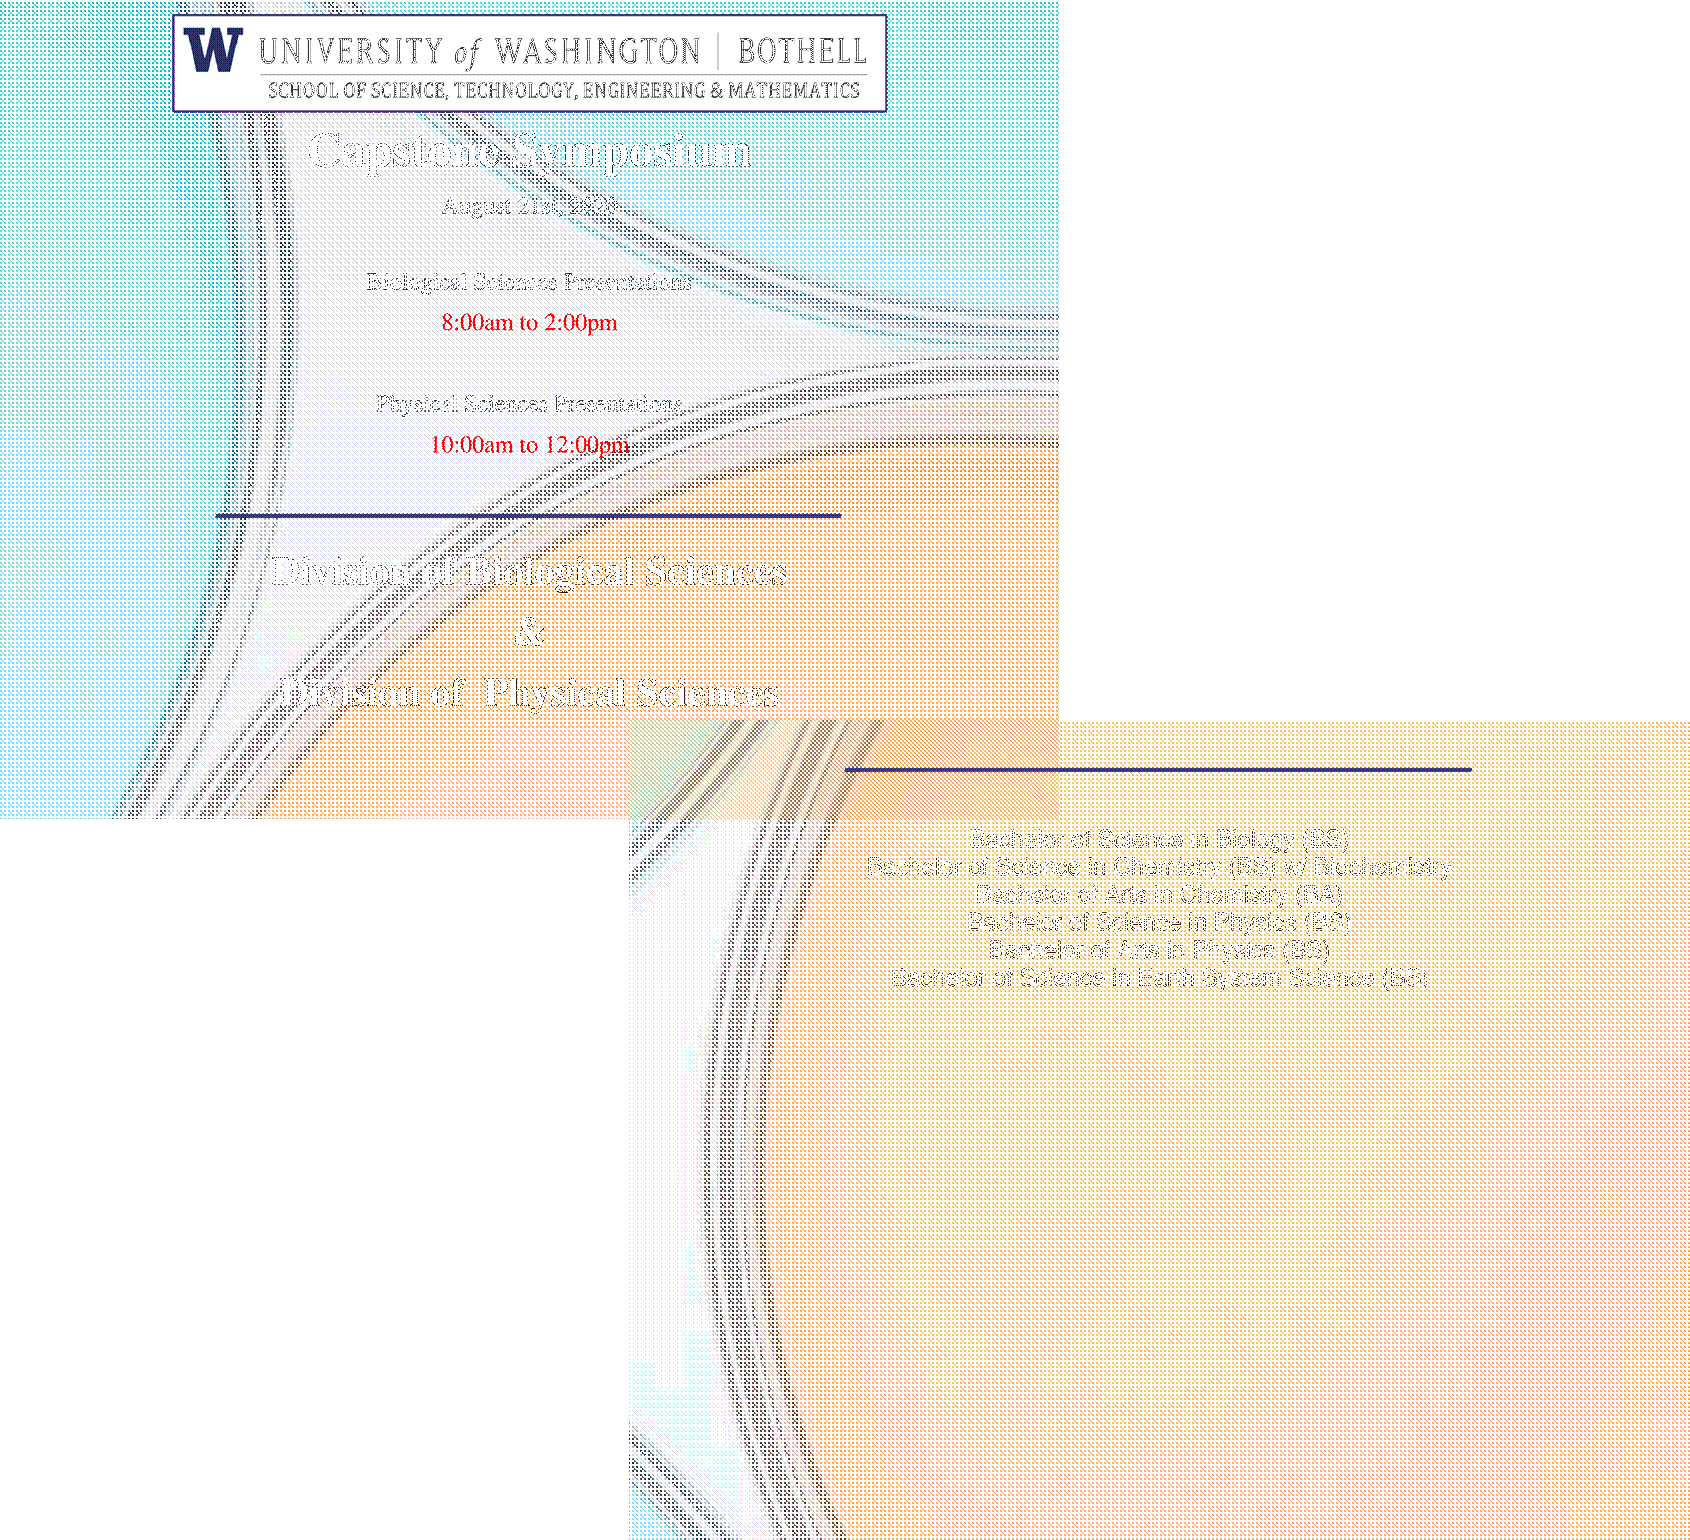 W UNIVERSITY of WASHINGTON | BOTHELL
SCHOOL OF SCIENCE, TECHNOLOGY, ENGINEERING & MATHEMATICS
Capstone Symposium
August 21st,
Biological Sciences Presentations
8:00am to 2:00pm
Physical Sciences Presentations
10:00am to 12:00pm
Division of Biological Sciences
&
Division of Physical Sciences
Bachelor of Science in Biology (BS)
Bachelor of Science in Chemistry (BS) w/ Biochemistry
Bachelor of Arts in Chemistry (BA)
Bachelor of Science in Physics (BS)
Bachelor of Arts in Physics (BS)
Bachelor of Science in Earth System Science (BS)